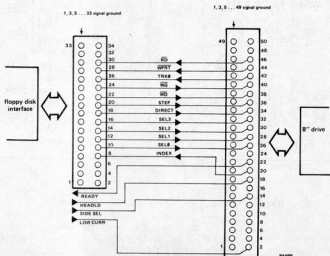 1, 3, 5 . . . 33 signal ground
1, 3, 5 . . . 49 signal ground
49 50
48
46
33 34
44
32
42
30 RD
40
28 WPRT
38
26 TRKØ
36
24 WG
34
22 WD
32
20 STEP
30
18 DIRECT
28
16 SEL3
26
14 SEL2
24
12 SEL1
22
10 SELØ
20
8 INDEX
18
6
16
4
14
1 2
12
floppy disk
interface
8" drive
READY
HEADLD
SIDE SEL
LOW CURR
10
8
6
4
1 2